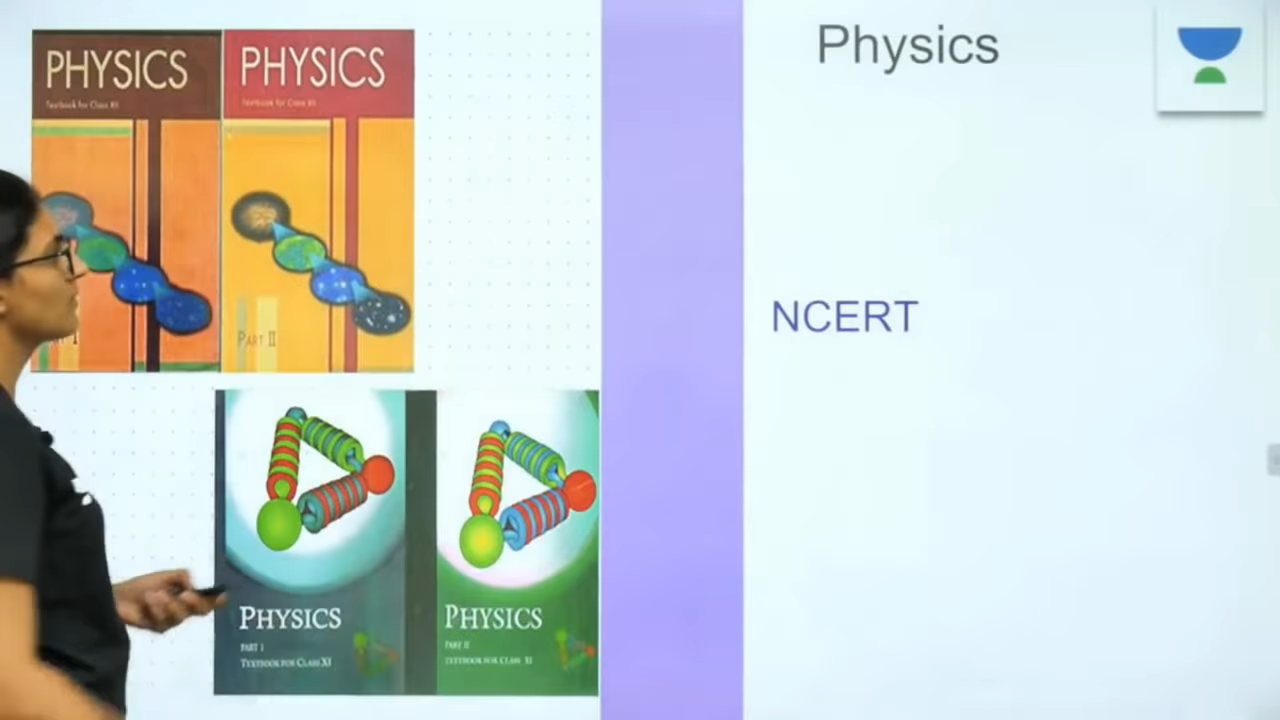 PHYSICS
Textbook for Class XII
PHYSICS
Textbook for Class XII
PART II
PHYSICS
PART I
TEXTBOOK FOR CLASS XI
PHYSICS
PART II
TEXTBOOK FOR CLASS XI
Physics
NCERT